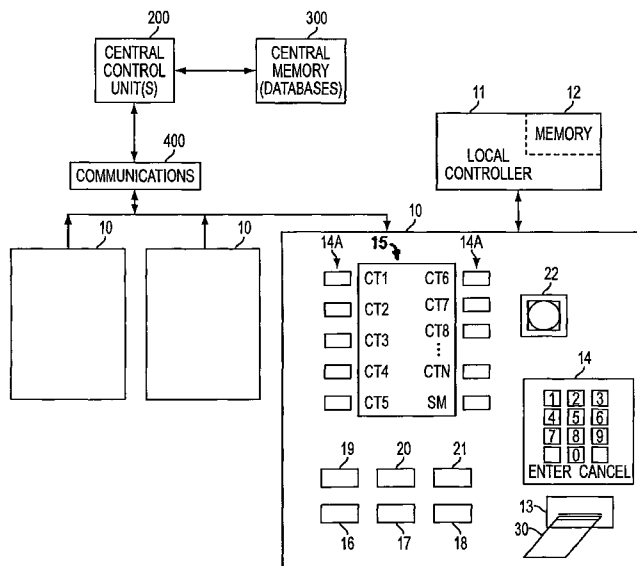 200
300
CENTRAL
CONTROL
UNIT(S)
CENTRAL
MEMORY
(DATABASES)
11
12
MEMORY
LOCAL
CONTROLLER
400
COMMUNICATIONS
10
10
10
14A
15
14A
CT1
CT6
CT2
CT7
CT3
CT8
CT4
CTN
CT5
SM
22
14
1 2 3
4 5 6
7 8 9
0
ENTER CANCEL
19
20
21
13
30
16
17
18